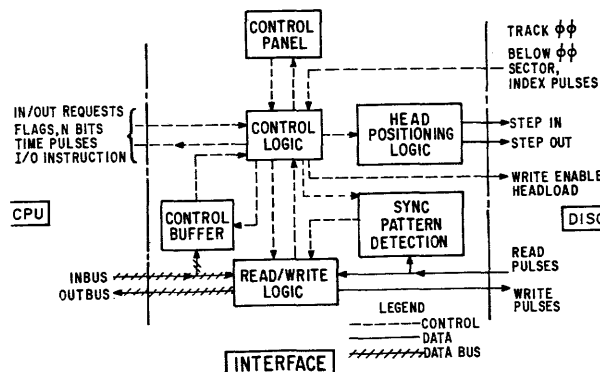 CONTROL
PANEL
TRACK ϕϕ
BELOW ϕϕ
SECTOR,
INDEX PULSES
IN/OUT REQUESTS
FLAGS, N BITS
TIME PULSES
I/O INSTRUCTION
CONTROL
LOGIC
HEAD
POSITIONING
LOGIC
STEP IN
STEP OUT
WRITE ENABLE
HEADLOAD
CPU
CONTROL
BUFFER
SYNC
PATTERN
DETECTION
DISC
INBUS
OUTBUS
READ/WRITE
LOGIC
READ
PULSES
WRITE
PULSES
LEGEND
CONTROL
DATA
DATA BUS
INTERFACE